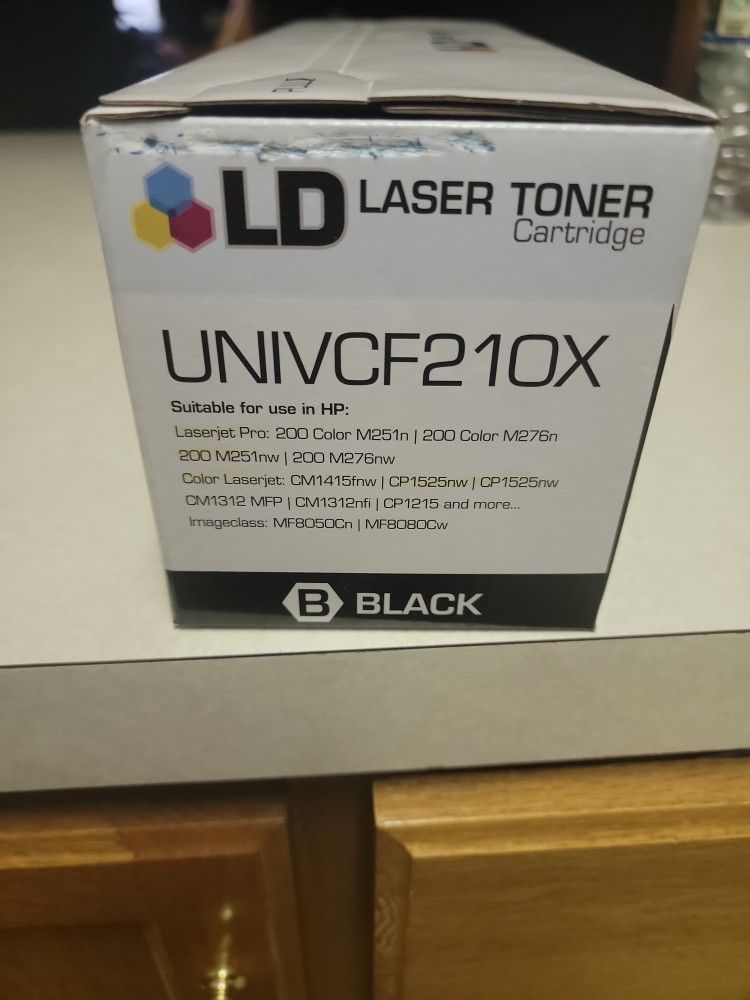 LD LASER TONER
Cartridge
UNIVCF210X
Suitable for use in HP:
Laserjet Pro: 200 Color M251n | 200 Color M276n
200 M251nw | 200 M276nw
Color Laserjet: CM1415fnw | CP1525nw | CP1525nw
CM1312 MFP | CM1312nfi | CP1215 and more...
Imageclass: MF8050Cn | MF8080Cw
B BLACK